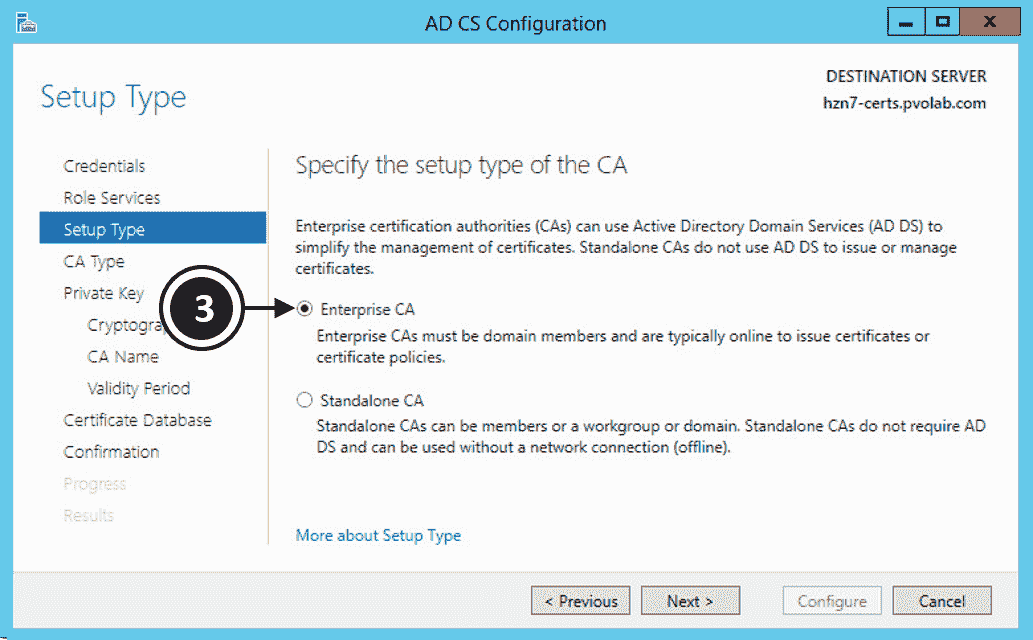 AD CS Configuration
Setup Type
DESTINATION SERVER
hzn7-certs.pvolab.com
Credentials
Role Services
Setup Type
CA Type
Private Key
CA Name
Validity Period
Certificate Database
Confirmation
Progress
Results
Specify the setup type of the CA
Enterprise certification authorities (CAs) can use Active Directory Domain Services (AD DS) to
simplify the management of certificates. Standalone CAs do not use AD DS to issue or manage
certificates.
3
Enterprise CA
Enterprise CAs must be domain members and are typically online to issue certificates or
certificate policies.
Standalone CA
Standalone CAs can be members or a workgroup or domain. Standalone CAs do not require AD
DS and can be used without a network connection (offline).
More about Setup Type
< Previous
Next >
Configure
Cancel